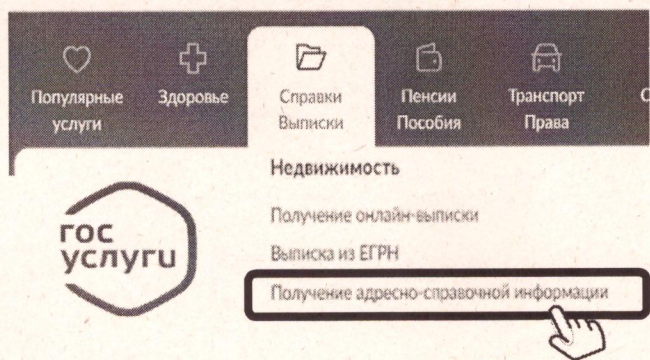 Популярные
услуги
Здоровье
Справки
Выписки
Пенсии
Пособия
Транспорт
Права
С
Недвижимость
гос
услуги
Получение онлайн-выписки
Выписка из ЕГРН
Получение адресно-справочной информации